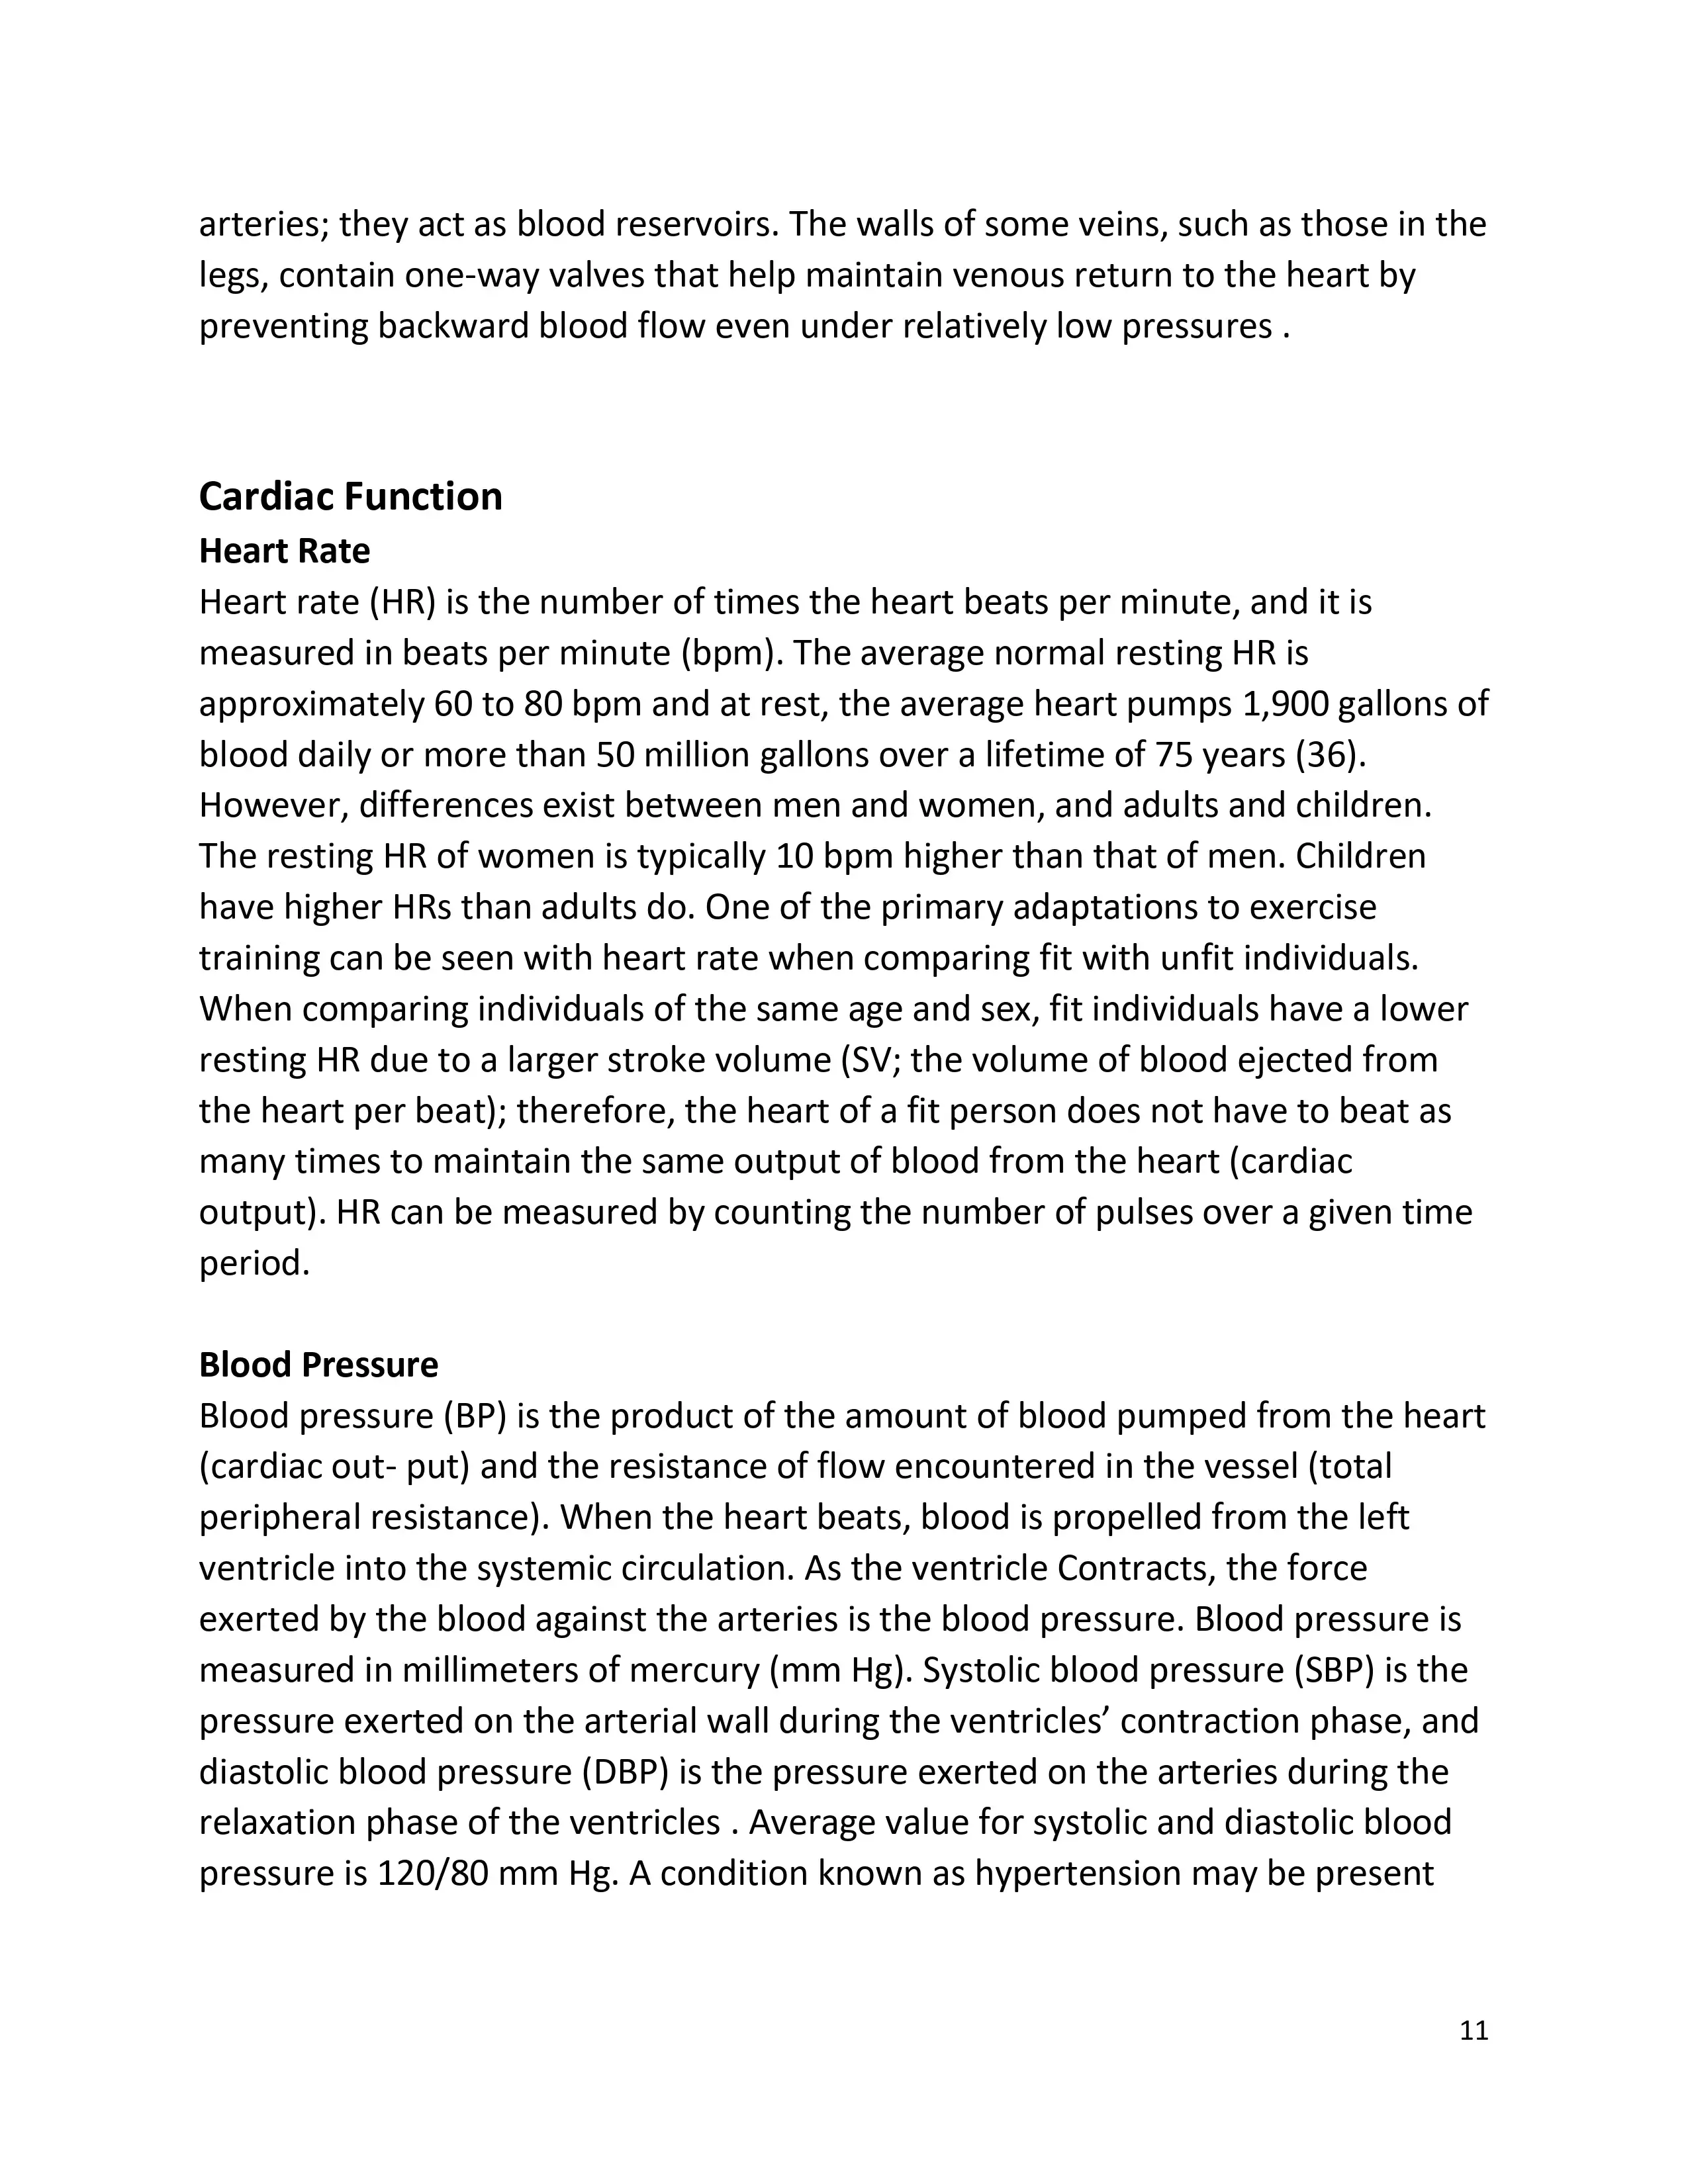 arteries; they act as blood reservoirs. The walls of some veins, such as those in the
legs, contain one-way valves that help maintain venous return to the heart by
preventing backward blood flow even under relatively low pressures .
Cardiac Function
Heart Rate
Heart rate (HR) is the number of times the heart beats per minute, and it is
measured in beats per minute (bpm). The average normal resting HR is
approximately 60 to 80 bpm and at rest, the average heart pumps 1,900 gallons of
blood daily or more than 50 million gallons over a lifetime of 75 years (36).
However, differences exist between men and women, and adults and children.
The resting HR of women is typically 10 bpm higher than that of men. Children
have higher HRs than adults do. One of the primary adaptations to exercise
training can be seen with heart rate when comparing fit with unfit individuals.
When comparing individuals of the same age and sex, fit individuals have a lower
resting HR due to a larger stroke volume (SV; the volume of blood ejected from
the heart per beat); therefore, the heart of a fit person does not have to beat as
many times to maintain the same output of blood from the heart (cardiac
output). HR can be measured by counting the number of pulses over a given time
period.
Blood Pressure
Blood pressure (BP) is the product of the amount of blood pumped from the heart
(cardiac out- put) and the resistance of flow encountered in the vessel (total
peripheral resistance). When the heart beats, blood is propelled from the left
ventricle into the systemic circulation. As the ventricle Contracts, the force
exerted by the blood against the arteries is the blood pressure. Blood pressure is
measured in millimeters of mercury (mm Hg). Systolic blood pressure (SBP) is the
pressure exerted on the arterial wall during the ventricles’ contraction phase, and
diastolic blood pressure (DBP) is the pressure exerted on the arteries during the
relaxation phase of the ventricles . Average value for systolic and diastolic blood
pressure is 120/80 mm Hg. A condition known as hypertension may be present
11